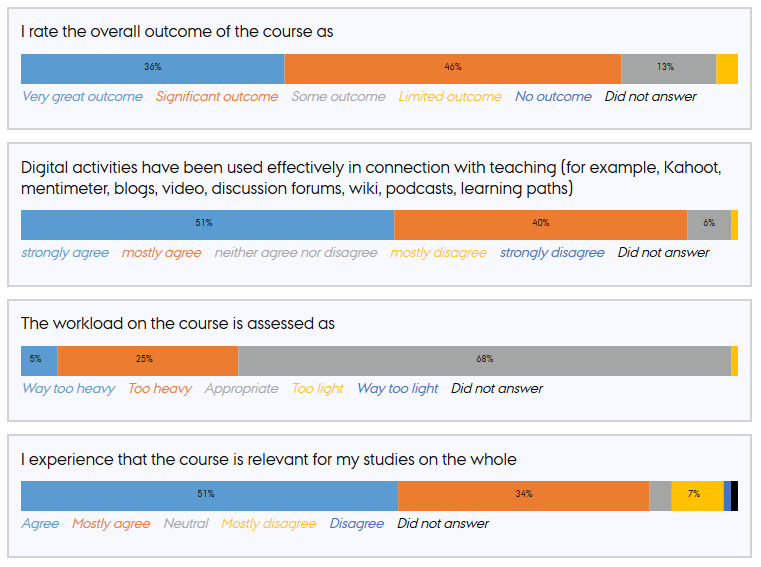 I rate the overall outcome of the course as
36% 46% 13%
Very great outcome Significant outcome Some outcome Limited outcome No outcome Did not answer
Digital activities have been used effectively in connection with teaching (for example, Kahoot,
mentimeter, blogs, video, discussion forums, wiki, podcasts, learning paths)
51% 40% 6%
strongly agree mostly agree neither agree nor disagree mostly disagree strongly disagree Did not answer
The workload on the course is assessed as
5% 25% 68%
Way too heavy Too heavy Appropriate Too light Way too light Did not answer
I experience that the course is relevant for my studies on the whole
51% 34% 7%
Agree Mostly agree Neutral Mostly disagree Disagree Did not answer